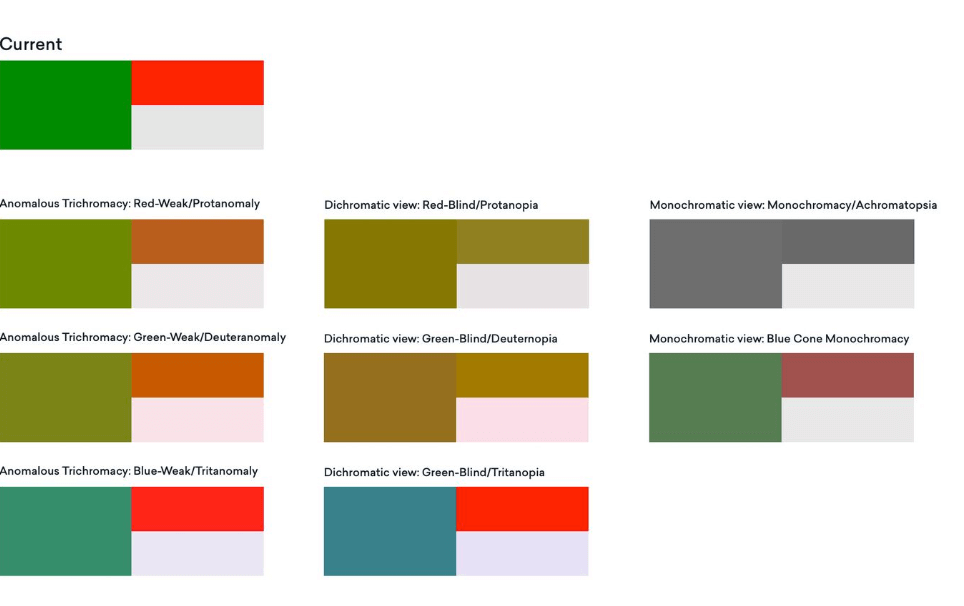 Current
Anomalous Trichromacy: Red-Weak/Protanomaly
Dichromatic view: Red-Blind/Protanopia
Monochromatic view: Monochromacy/Achromatopsia
Anomalous Trichromacy: Green-Weak/Deuteranomaly
Dichromatic view: Green-Blind/Deuternopia
Monochromatic view: Blue Cone Monochromacy
Anomalous Trichromacy: Blue-Weak/Tritanomaly
Dichromatic view: Green-Blind/Tritanopia